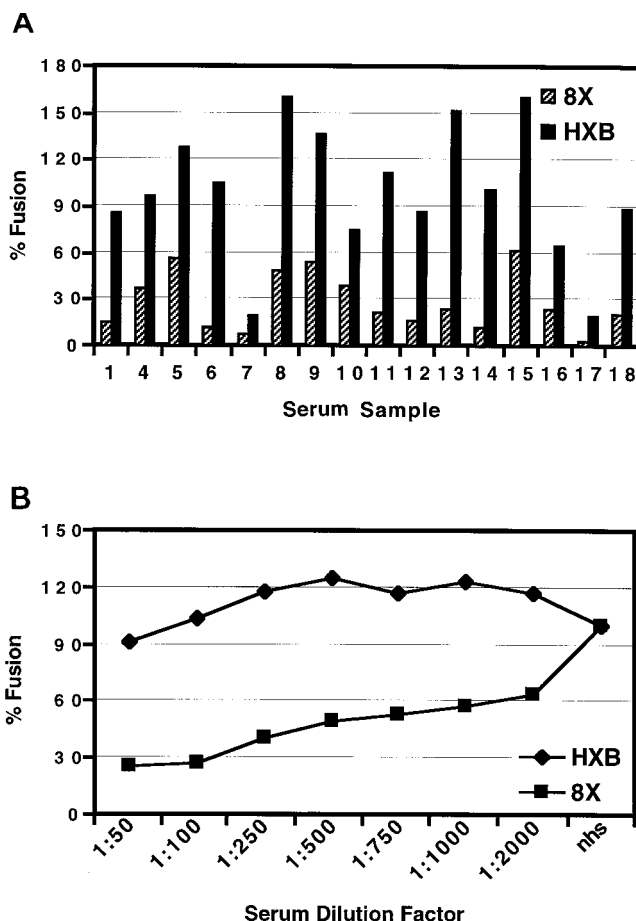 A
180
150
120
90
60
30
0
% Fusion
8X
HXB
1 4 5 6 7 8 9 10 11 12 13 14 15 16 17 18
Serum Sample
B
150
120
90
60
30
0
% Fusion
HXB
8X
1:50 1:100 1:250 1:500 1:750 1:1000 1:2000 nhs
Serum Dilution Factor